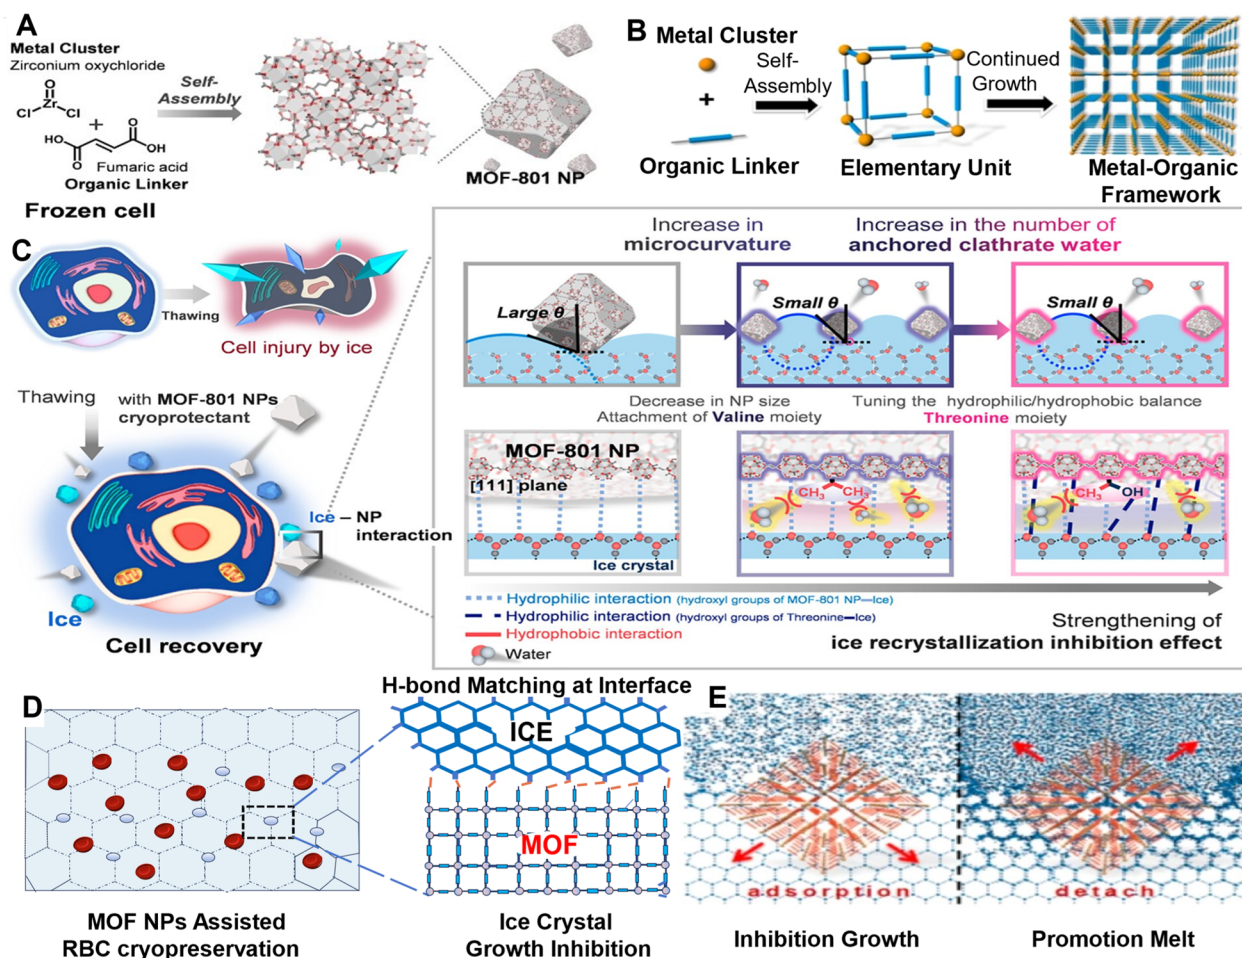 A
Metal Cluster
Zirconium oxychloride
O
Zr
Cl Cl
+
O
HO
OH
O
Fumaric acid
Organic Linker
Self-
Assembly
MOF-801 NP
B
Metal Cluster
+
Organic Linker
Self-
Assembly
Elementary Unit
Continued
Growth
Metal-Organic
Framework
C
Frozen cell
Thawing
Cell injury by ice
Thawing
with MOF-801 NPs
cryoprotectant
Ice – NP
interaction
Ice
Cell recovery
Increase in
microcurvature
Increase in the number of
anchored clathrate water
Large θ
Small θ
Small θ
Decrease in NP size
Attachment of Valine moiety
Tuning the hydrophilic/hydrophobic balance
Threonine moiety
MOF-801 NP
[111] plane
Ice crystal
CH3 CH3
CH3 OH
Hydrophilic interaction (hydroxyl groups of MOF-801 NP—Ice)
Hydrophilic interaction (hydroxyl groups of Threonine—Ice)
Hydrophobic interaction
Water
Strengthening of
ice recrystallization inhibition effect
D
MOF NPs Assisted
RBC cryopreservation
H-bond Matching at Interface
ICE
MOF
Ice Crystal
Growth Inhibition
E
adsorption
detach
Inhibition Growth
Promotion Melt